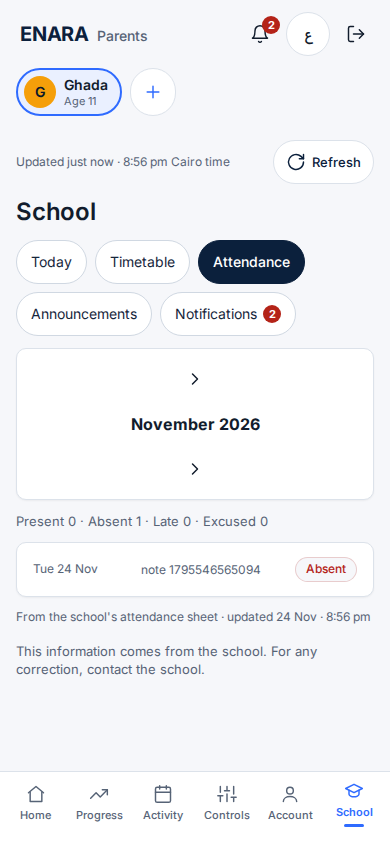 ENARA Parents
2
ع
G
Ghada
Age 11
Updated just now · 8:56 pm Cairo time
Refresh
School
Today
Timetable
Attendance
Announcements
Notifications 2
November 2026
Present 0 · Absent 1 · Late 0 · Excused 0
Tue 24 Nov
note 1795546565094
Absent
From the school's attendance sheet · updated 24 Nov · 8:56 pm
This information comes from the school. For any
correction, contact the school.
Home
Progress
Activity
Controls
Account
School